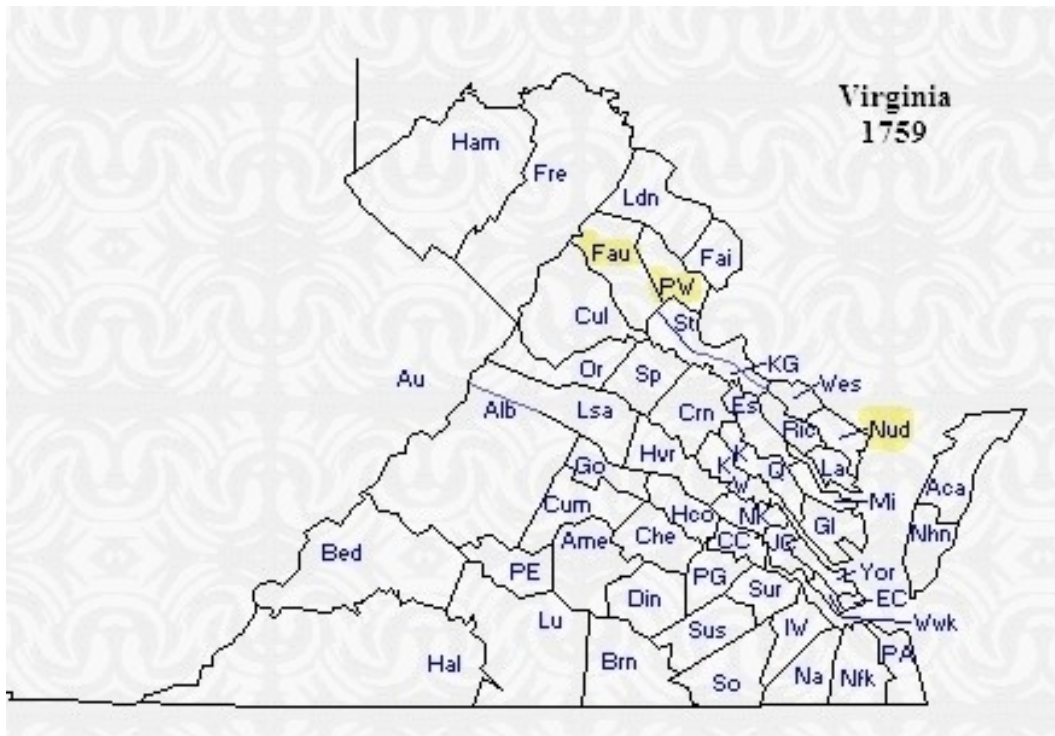 Virginia
1759
Ham
Fre
Ldn
Fau
Fai
PW
Cul
St
KG
Or
Sp
Wes
Au
Alb
Lsa
Crn
Es
Ric
Nud
Hvr
K
Q
La
Go
K
W
Aca
Mi
Cum
Hco
NK
Gl
Nhn
Ame
Che
CC
JC
Bed
PE
PG
Yor
Din
Sur
EC
Lu
Sus
IW
Wwk
Hal
Brn
PA
So
Na
Nfk